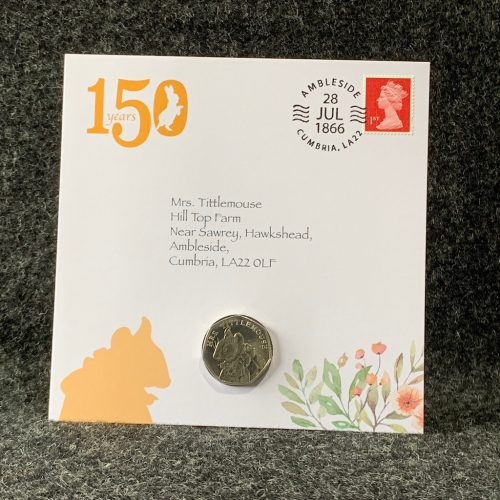 150
years
AMBLESIDE
28
JUL
1866
CUMBRIA, LA22
1ST
Mrs. Tittlemouse
Hill Top Farm
Near Sawrey, Hawkshead,
Ambleside,
Cumbria, LA22 0LF
MRS. TITTLEMOUSE